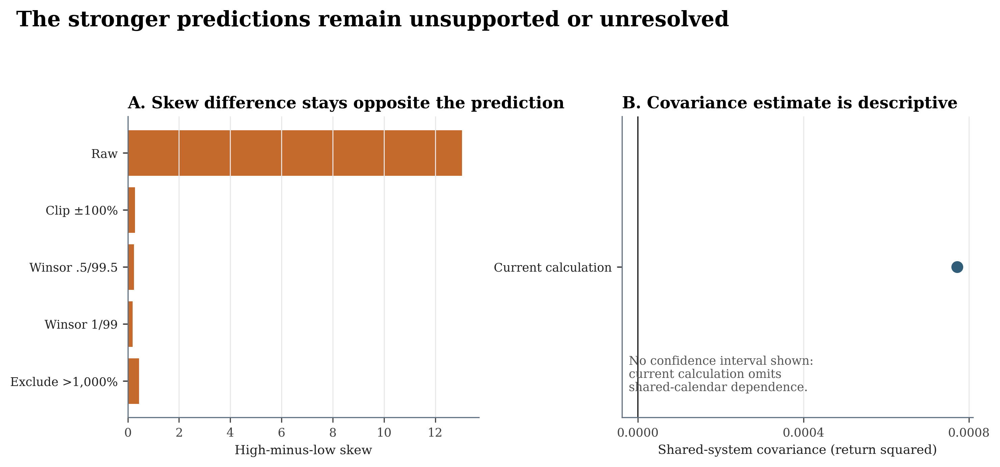 The stronger predictions remain unsupported or unresolved
A. Skew difference stays opposite the prediction
Raw
Clip ±100%
Winsor .5/99.5
Winsor 1/99
Exclude >1,000%
0 2 4 6 8 10 12
High-minus-low skew
B. Covariance estimate is descriptive
Current calculation
No confidence interval shown:
current calculation omits
shared-calendar dependence.
0.0000 0.0004 0.0008
Shared-system covariance (return squared)